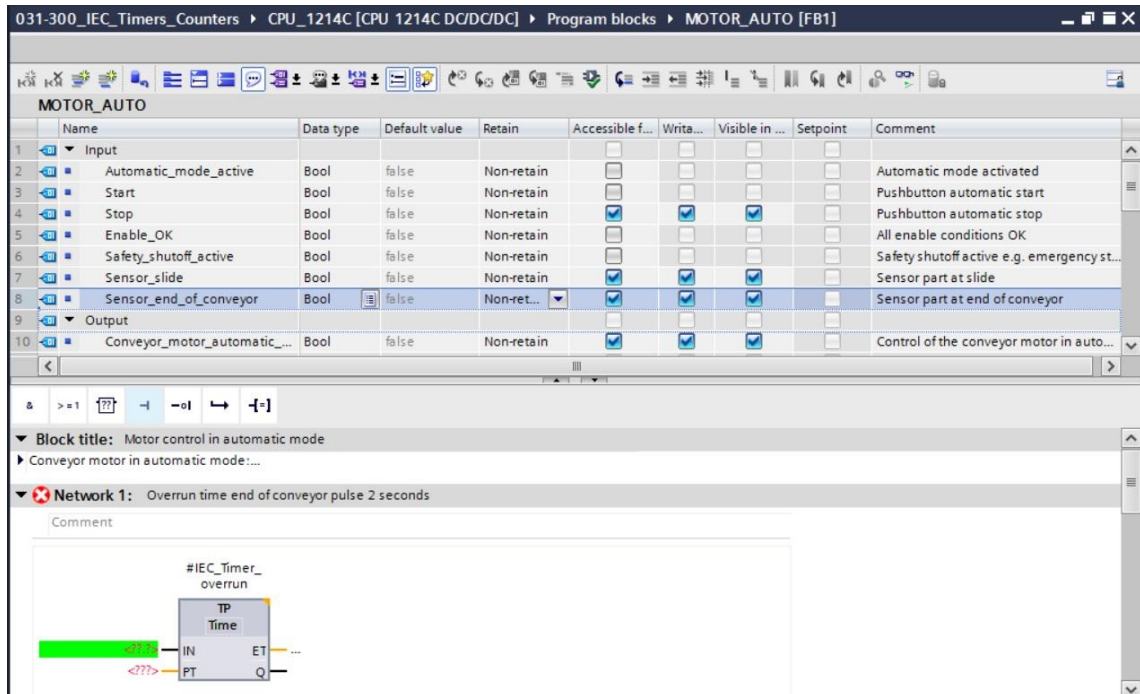 031-300_IEC_Timers_Counters ▸ CPU_1214C [CPU 1214C DC/DC/DC] ▸ Program blocks ▸ MOTOR_AUTO [FB1]
MOTOR_AUTO
Name Data type Default value Retain Accessible f... Writa... Visible in ... Setpoint Comment
1 Input
2 Automatic_mode_active Bool false Non-retain Automatic mode activated
3 Start Bool false Non-retain Pushbutton automatic start
4 Stop Bool false Non-retain Pushbutton automatic stop
5 Enable_OK Bool false Non-retain All enable conditions OK
6 Safety_shutoff_active Bool false Non-retain Safety shutoff active e.g. emergency st...
7 Sensor_slide Bool false Non-retain Sensor part at slide
8 Sensor_end_of_conveyor Bool false Non-ret... Sensor part at end of conveyor
9 Output
10 Conveyor_motor_automatic_... Bool false Non-retain Control of the conveyor motor in auto...
& >=1 ?? -| -o| -[=]
Block title: Motor control in automatic mode
Conveyor motor in automatic mode:...
Network 1: Overrun time end of conveyor pulse 2 seconds
Comment
#IEC_Timer_
overrun
TP
Time
<??.?> IN ET ...
<???> PT Q